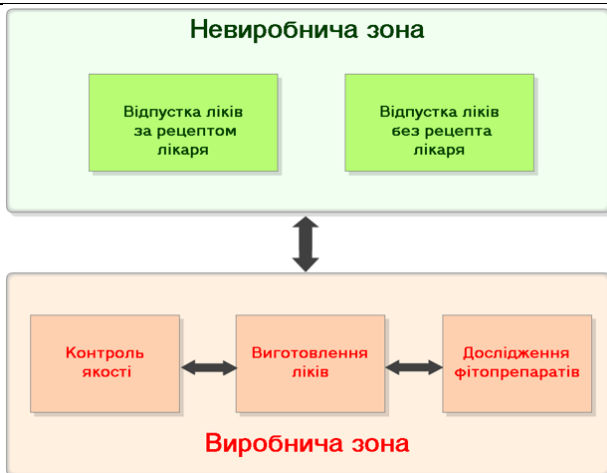 Невиробнича зона
Відпустка ліків
за рецептом
лікаря
Відпустка ліків
без рецепта
лікаря
Контроль
якості
Виготовлення
ліків
Дослідження
фітопрепаратів
Виробнича зона